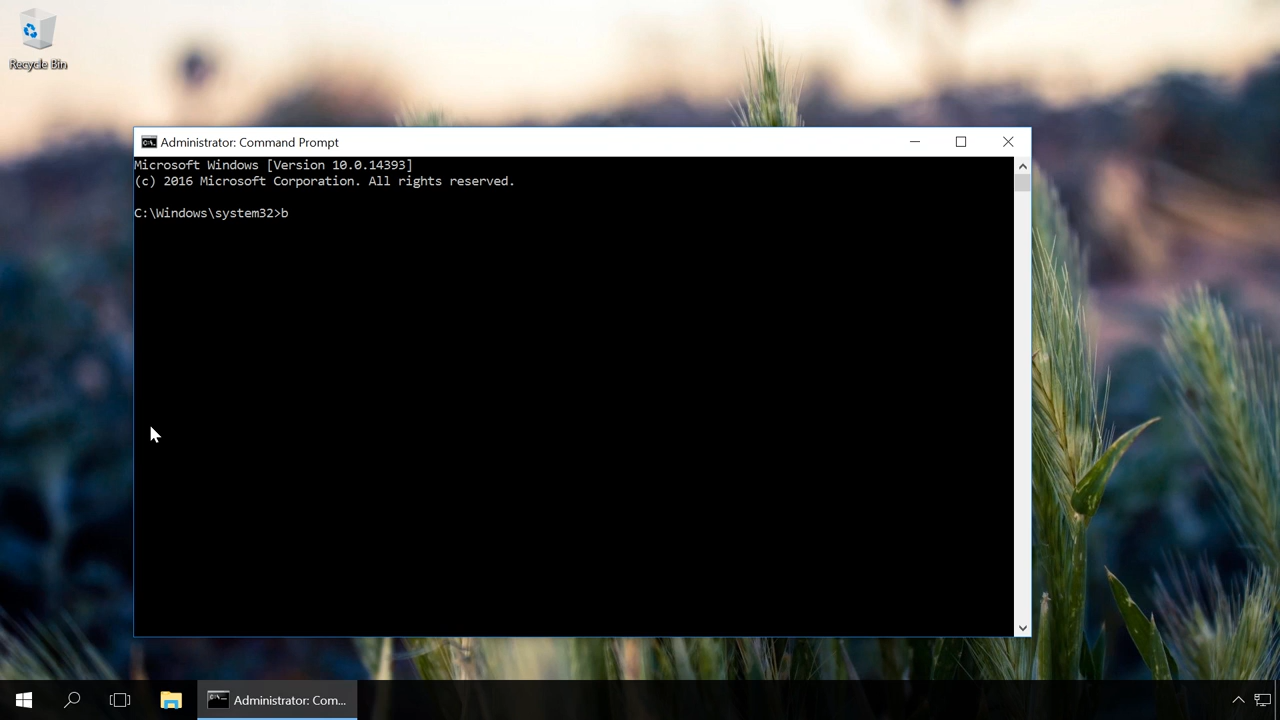 Recycle Bin
Administrator: Command Prompt
Microsoft Windows [Version 10.0.14393]
(c) 2016 Microsoft Corporation. All rights reserved.
C:\Windows\system32>b
Administrator: Com...